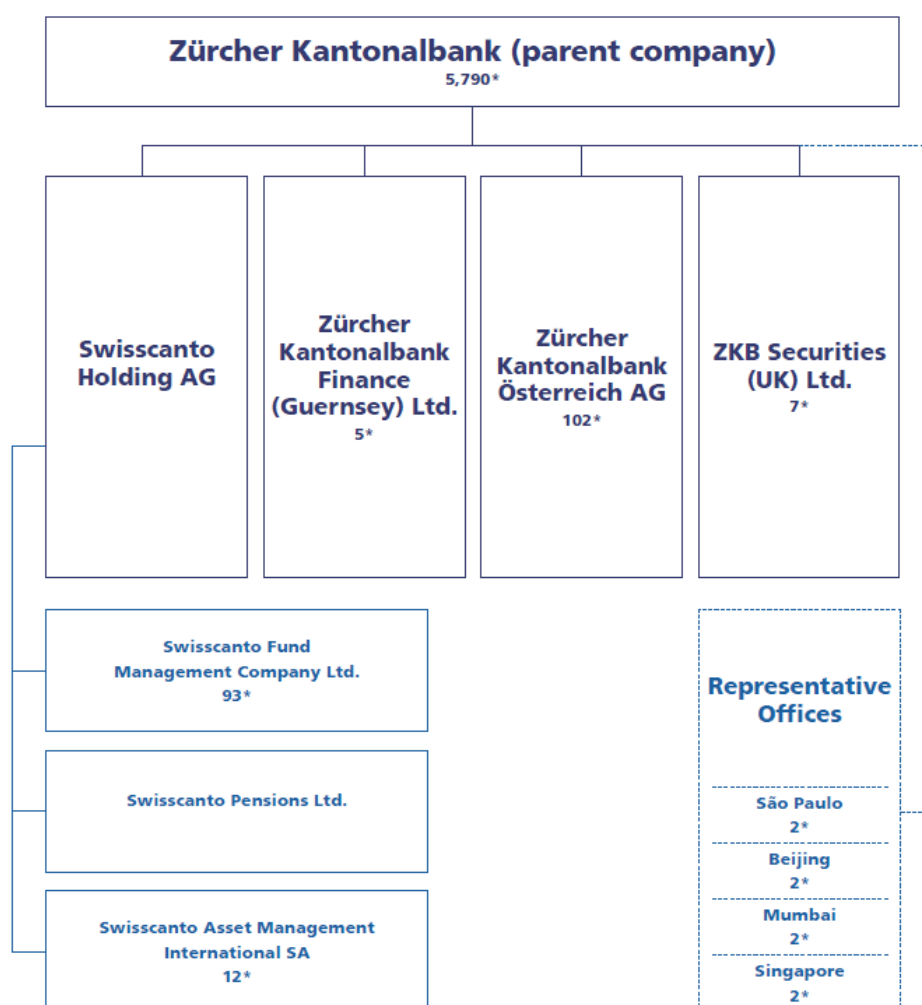 Zürcher Kantonalbank (parent company)
5,790*
Swisscanto
Holding AG
Zürcher
Kantonalbank
Finance
(Guernsey) Ltd.
5*
Zürcher
Kantonalbank
Österreich AG
102*
ZKB Securities
(UK) Ltd.
7*
Swisscanto Fund
Management Company Ltd.
93*
Swisscanto Pensions Ltd.
Swisscanto Asset Management
International SA
12*
Representative
Offices
São Paulo
2*
Beijing
2*
Mumbai
2*
Singapore
2*